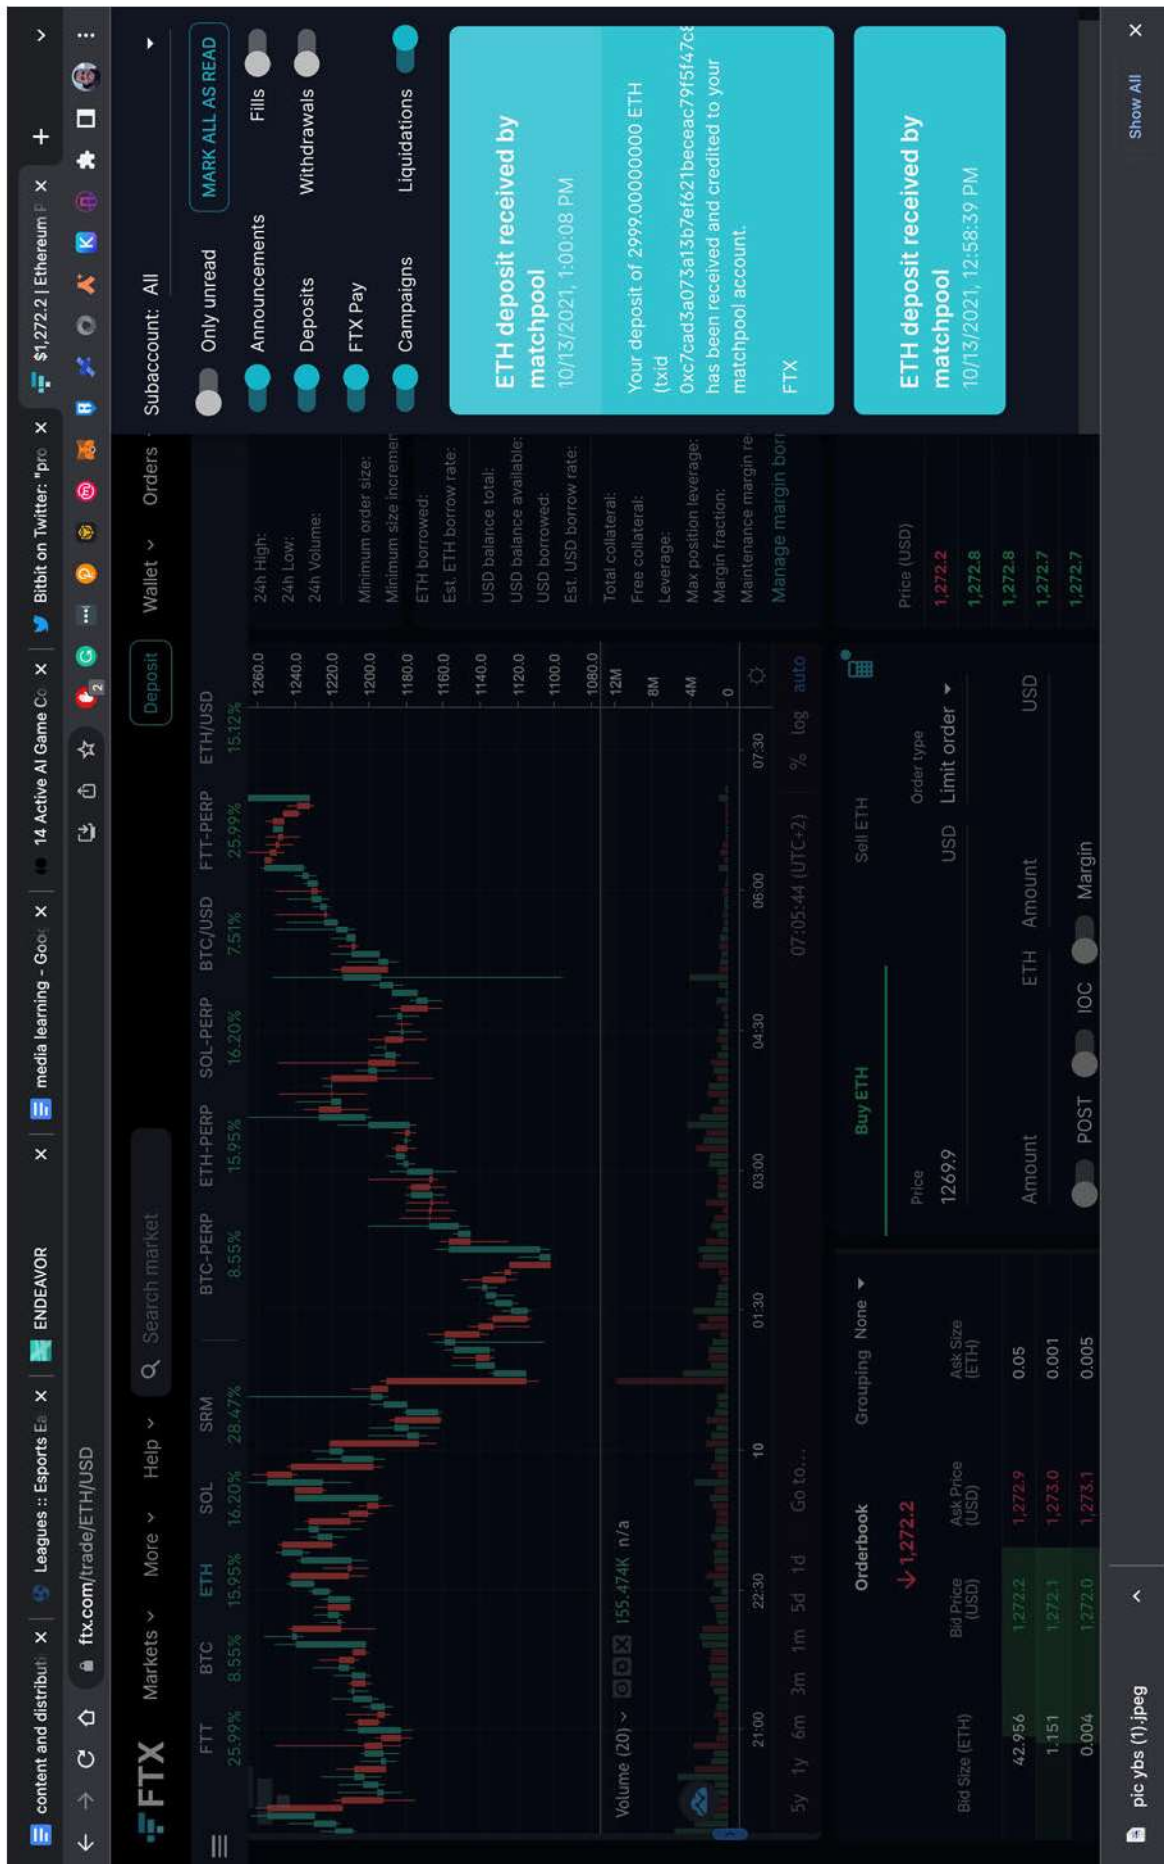 content and distributi
Leagues :: Esports Ea
ENDEAVOR
media learning - Goog
14 Active AI Game Co
Bitbit on Twitter: "pro
$1,272.2 | Ethereum P
ftx.com/trade/ETH/USD
2
FTX
Markets
More
Help
Search market
Deposit
Wallet
Orders
FTT
25.99%
BTC
8.55%
ETH
15.95%
SOL
16.20%
SRM
28.47%
BTC-PERP
8.55%
ETH-PERP
15.95%
SOL-PERP
16.20%
BTC/USD
7.51%
FTT-PERP
25.99%
ETH/USD
15.12%
1260.0
1240.0
1220.0
1200.0
1180.0
1160.0
1140.0
1120.0
1100.0
1080.0
Volume (20) 155.474K n/a
12M
8M
4M
0
21:00
22:30
10
01:30
03:00
04:30
06:00
07:30
5y 1y 6m 3m 1m 5d 1d Go to...
07:05:44 (UTC+2) % log auto
24h High:
24h Low:
24h Volume:
Minimum order size:
Minimum size incremen
ETH borrowed:
Est. ETH borrow rate:
USD balance total:
USD balance available:
USD borrowed:
Est. USD borrow rate:
Total collateral:
Free collateral:
Leverage:
Max position leverage:
Margin fraction:
Maintenance margin re
Manage margin borr
Orderbook
Grouping None
1,272.2
Bid Size (ETH)
Bid Price
(USD)
Ask Price
(USD)
Ask Size
(ETH)
42.956 1,272.2 1,272.9 0.05
1.151 1,272.1 1,273.0 0.001
0.004 1,272.0 1,273.1 0.005
Buy ETH
Sell ETH
Price
1269.9
USD
Order type
Limit order
Amount
ETH
Amount
USD
POST
IOC
Margin
Price (USD)
1,272.2
1,272.8
1,272.8
1,272.7
1,272.7
Subaccount: All
Only unread
MARK ALL AS READ
Announcements
Fills
Deposits
Withdrawals
FTX Pay
Campaigns
Liquidations
ETH deposit received by
matchpool
10/13/2021, 1:00:08 PM
Your deposit of 2999.00000000 ETH
(txid
0xc7cad3a073a13b7ef621beceac79f5f47c8
has been received and credited to your
matchpool account.
FTX
ETH deposit received by
matchpool
10/13/2021, 12:58:39 PM
pic ybs (1).jpeg
Show All